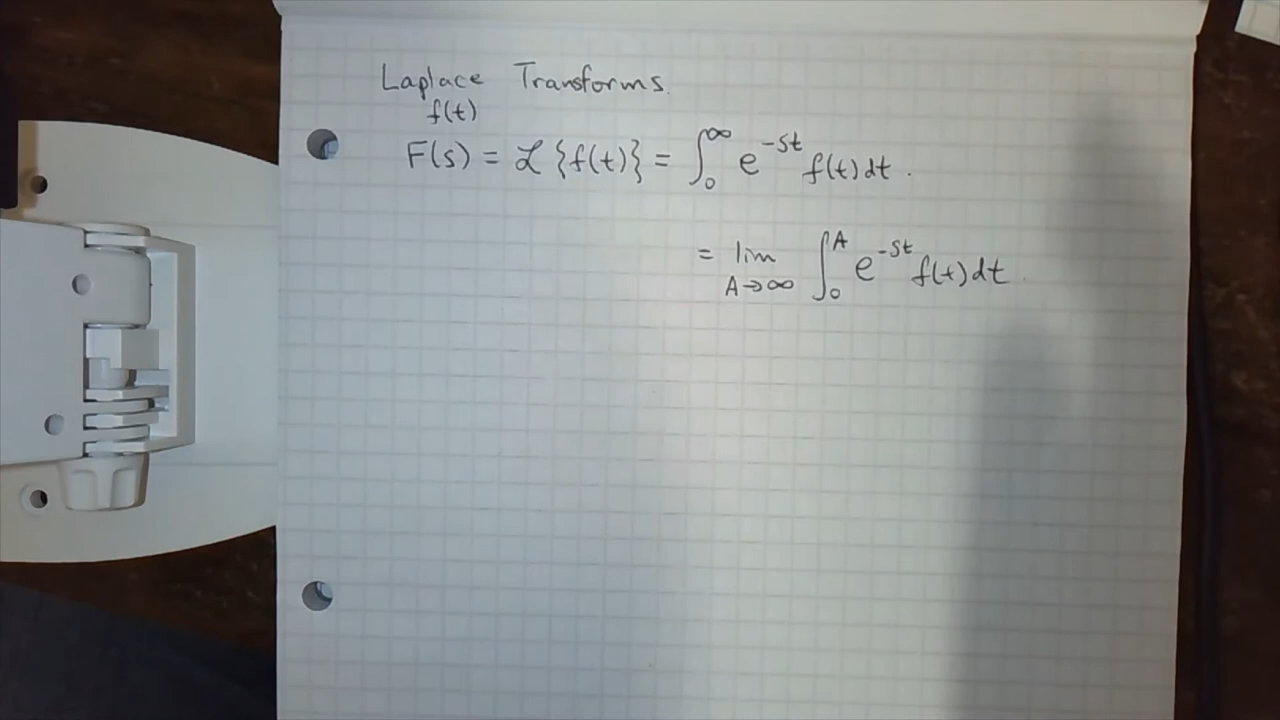 Laplace Transforms.
f(t)
F(s) = ℒ {f(t)} = ∫₀^∞ e^{-st} f(t) dt .
= lim_{A→∞} ∫₀^A e^{-st} f(t) dt